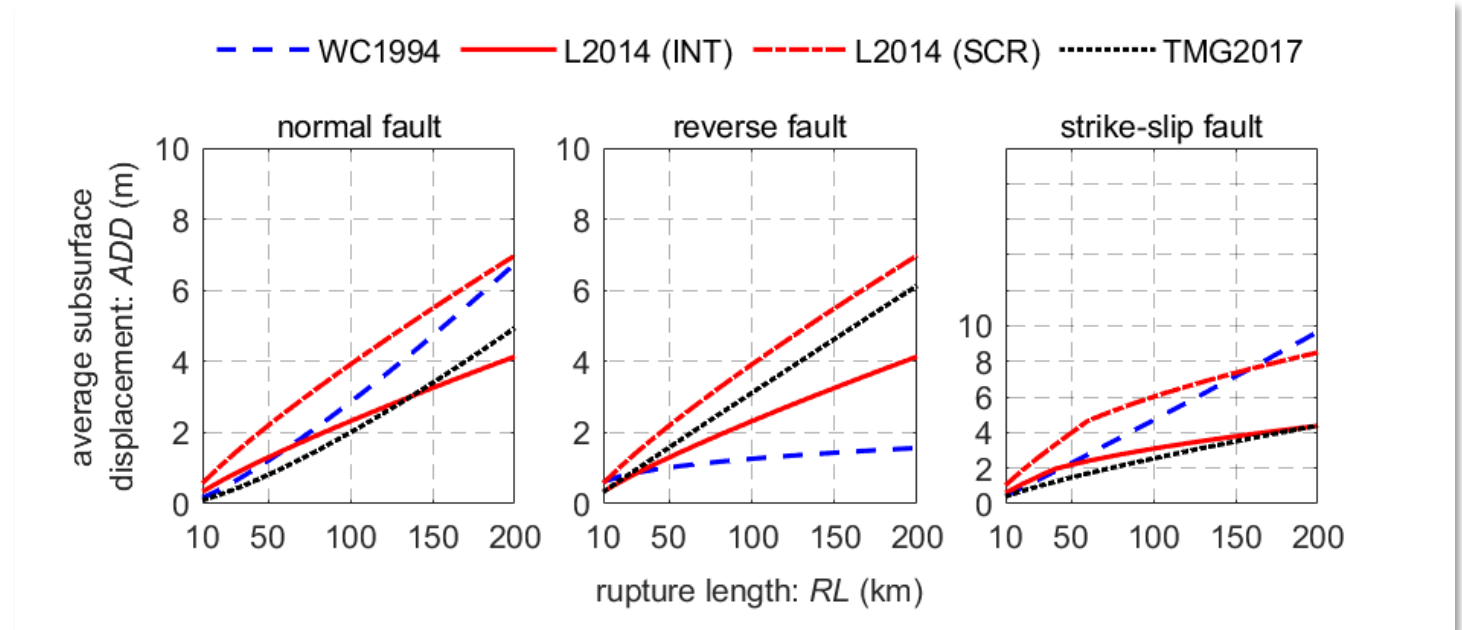 WC1994 L2014 (INT) L2014 (SCR) TMG2017
normal fault reverse fault strike-slip fault
average subsurface
displacement: ADD (m)
10 8 6 4 2 0
10 50 100 150 200
10 8 6 4 2 0
10 50 100 150 200
10 8 6 4 2 0
10 50 100 150 200
rupture length: RL (km)